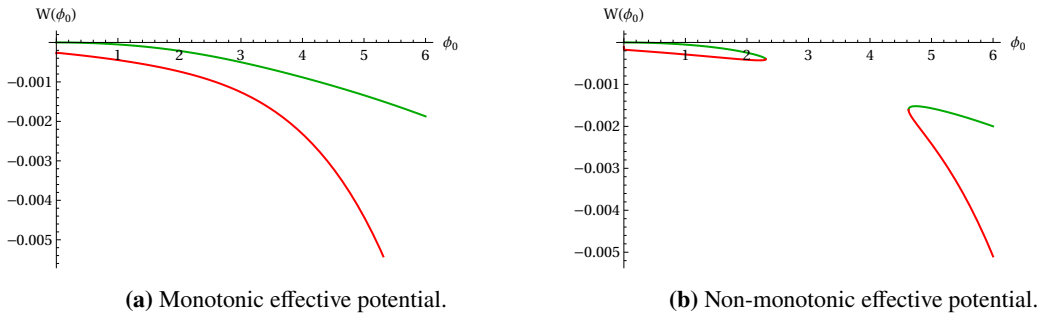 W(ϕ₀)
ϕ₀
1 2 3 4 5 6
−0.001
−0.002
−0.003
−0.004
−0.005
(a) Monotonic effective potential.
W(ϕ₀)
ϕ₀
1 2 3 4 5 6
−0.001
−0.002
−0.003
−0.004
−0.005
(b) Non-monotonic effective potential.